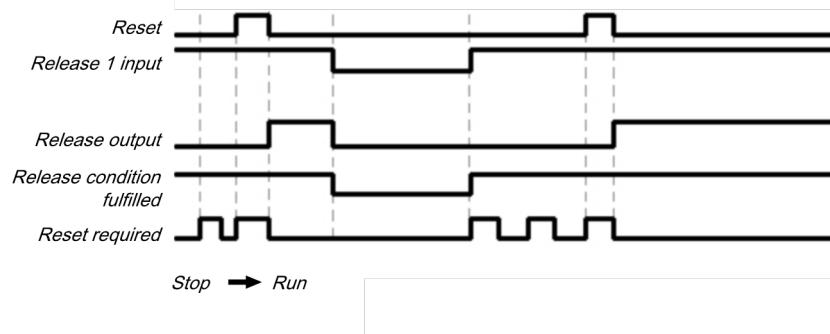 Reset
Release 1 input
Release output
Release condition
fulfilled
Reset required
Stop Run